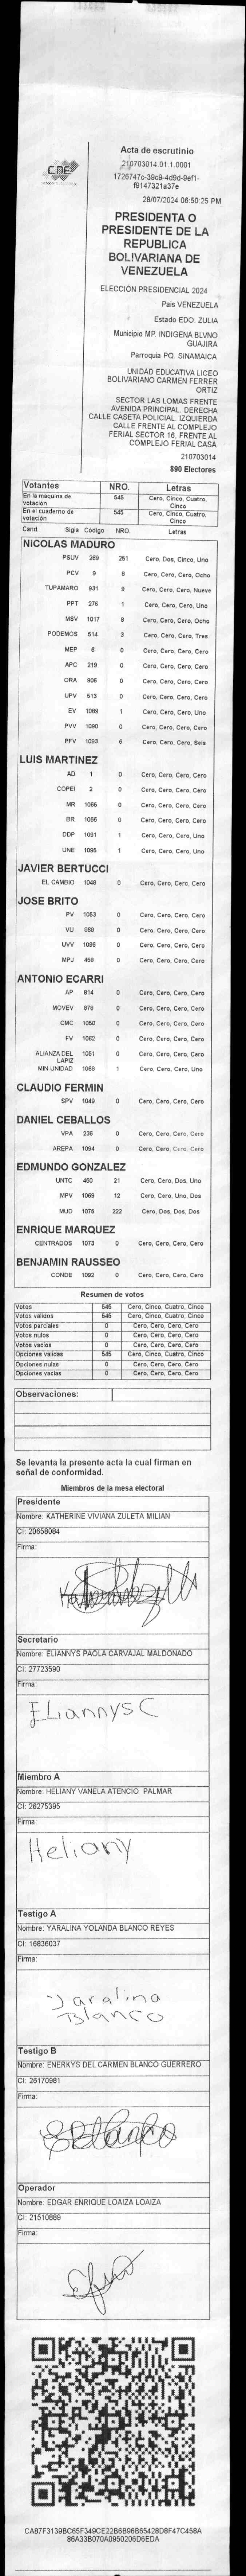 CNE
Acta de escrutinio
210703014.01.1.0001
1726747c-39c9-4d9d-9ef1-
f9147321a37e
28/07/2024 06:50:25 PM
PRESIDENTA O
PRESIDENTE DE LA
REPUBLICA
BOLIVARIANA DE
VENEZUELA
ELECCIÓN PRESIDENCIAL 2024
Pais VENEZUELA
Estado EDO. ZULIA
Municipio MP. INDIGENA BLVNO
GUAJIRA
Parroquia PQ. SINAMAICA
UNIDAD EDUCATIVA LICEO
BOLIVARIANO CARMEN FERRER
ORTIZ
SECTOR LAS LOMAS FRENTE
AVENIDA PRINCIPAL. DERECHA
CALLE CASETA POLICIAL. IZQUIERDA
CALLE FRENTE AL COMPLEJO
FERIAL SECTOR 16, FRENTE AL
COMPLEJO FERIAL CASA
210703014
890 Electores
Votantes NRO. Letras
En la máquina de votación 545 Cero, Cinco, Cuatro, Cinco
En el cuaderno de votación 545 Cero, Cinco, Cuatro, Cinco
Cand. Sigla Código NRO. Letras
NICOLAS MADURO
PSUV 269 251 Cero, Dos, Cinco, Uno
PCV 9 8 Cero, Cero, Cero, Ocho
TUPAMARO 931 9 Cero, Cero, Cero, Nueve
PPT 276 1 Cero, Cero, Cero, Uno
MSV 1017 8 Cero, Cero, Cero, Ocho
PODEMOS 514 3 Cero, Cero, Cero, Tres
MEP 6 0 Cero, Cero, Cero, Cero
APC 219 0 Cero, Cero, Cero, Cero
ORA 906 0 Cero, Cero, Cero, Cero
UPV 513 0 Cero, Cero, Cero, Cero
EV 1089 1 Cero, Cero, Cero, Uno
PVV 1090 0 Cero, Cero, Cero, Cero
PFV 1093 6 Cero, Cero, Cero, Seis
LUIS MARTINEZ
AD 1 0 Cero, Cero, Cero, Cero
COPEI 2 0 Cero, Cero, Cero, Cero
MR 1065 0 Cero, Cero, Cero, Cero
BR 1066 0 Cero, Cero, Cero, Cero
DDP 1091 1 Cero, Cero, Cero, Uno
UNE 1095 1 Cero, Cero, Cero, Uno
JAVIER BERTUCCI
EL CAMBIO 1048 0 Cero, Cero, Cero, Cero
JOSE BRITO
PV 1053 0 Cero, Cero, Cero, Cero
VU 968 0 Cero, Cero, Cero, Cero
UVV 1096 0 Cero, Cero, Cero, Cero
MPJ 458 0 Cero, Cero, Cero, Cero
ANTONIO ECARRI
AP 814 0 Cero, Cero, Cero, Cero
MOVEV 878 0 Cero, Cero, Cero, Cero
CMC 1050 0 Cero, Cero, Cero, Cero
FV 1062 0 Cero, Cero, Cero, Cero
ALIANZA DEL LAPIZ 1051 0 Cero, Cero, Cero, Cero
MIN UNIDAD 1068 1 Cero, Cero, Cero, Uno
CLAUDIO FERMIN
SPV 1049 0 Cero, Cero, Cero, Cero
DANIEL CEBALLOS
VPA 236 0 Cero, Cero, Cero, Cero
AREPA 1094 0 Cero, Cero, Cero, Cero
EDMUNDO GONZALEZ
UNTC 460 21 Cero, Cero, Dos, Uno
MPV 1069 12 Cero, Cero, Uno, Dos
MUD 1075 222 Cero, Dos, Dos, Dos
ENRIQUE MARQUEZ
CENTRADOS 1073 0 Cero, Cero, Cero, Cero
BENJAMIN RAUSSEO
CONDE 1092 0 Cero, Cero, Cero, Cero
Resumen de votos
Votos 545 Cero, Cinco, Cuatro, Cinco
Votos validos 545 Cero, Cinco, Cuatro, Cinco
Votos parciales 0 Cero, Cero, Cero, Cero
Votos nulos 0 Cero, Cero, Cero, Cero
Votos vacios 0 Cero, Cero, Cero, Cero
Opciones validas 545 Cero, Cinco, Cuatro, Cinco
Opciones nulas 0 Cero, Cero, Cero, Cero
Opciones vacias 0 Cero, Cero, Cero, Cero
Observaciones:
Se levanta la presente acta la cual firman en
señal de conformidad.
Miembros de la mesa electoral
Presidente
Nombre: KATHERINE VIVIANA ZULETA MILIAN
CI: 20658084
Firma:
Secretario
Nombre: ELIANNYS PAOLA CARVAJAL MALDONADO
CI: 27723590
Firma:
EliannysC
Miembro A
Nombre: HELIANY VANELA ATENCIO PALMAR
CI: 26275395
Firma:
Heliany
Testigo A
Nombre: YARALINA YOLANDA BLANCO REYES
CI: 16836037
Firma:
Yaralina
Blanco
Testigo B
Nombre: ENERKYS DEL CARMEN BLANCO GUERRERO
CI: 26170981
Firma:
Operador
Nombre: EDGAR ENRIQUE LOAIZA LOAIZA
CI: 21510889
Firma:
CA87F3139BC65F349CE22B6B96B65428D8F47C458A
86A33B070A0950206D6EDA